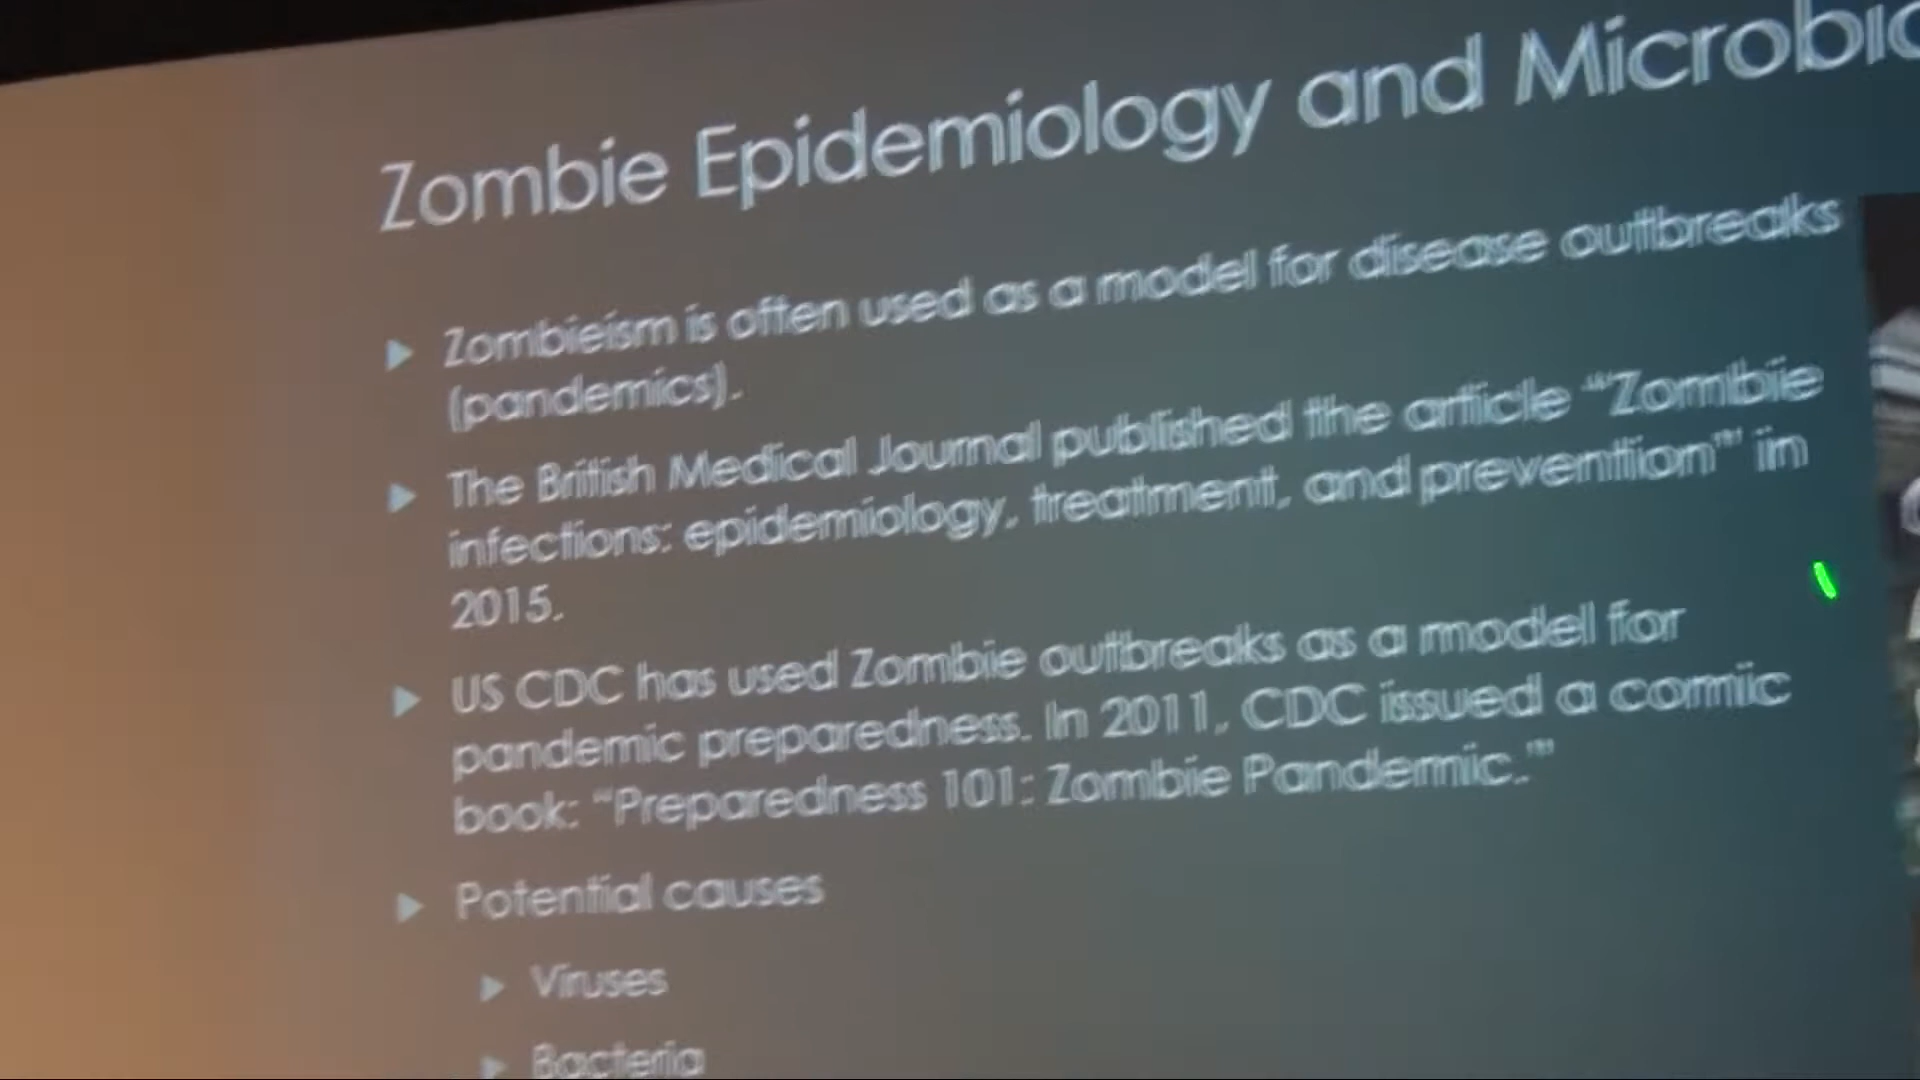 Zombie Epidemiology and Microbio
Zombieism is often used as a model for disease outbreaks
(pandemics).
The British Medical Journal published the article “Zombie
infections: epidemiology, treatment, and prevention” in
2015.
US CDC has used Zombie outbreaks as a model for
pandemic preparedness. In 2011, CDC issued a comic
book: “Preparedness 101: Zombie Pandemic.”
Potential causes
Viruses
Bacteria